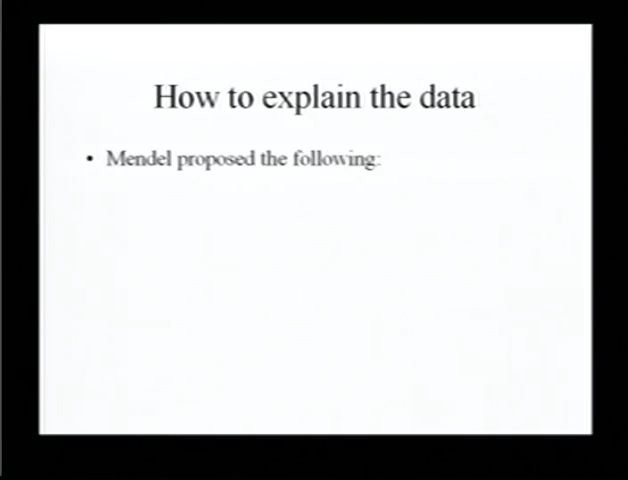 How to explain the data
• Mendel proposed the following: